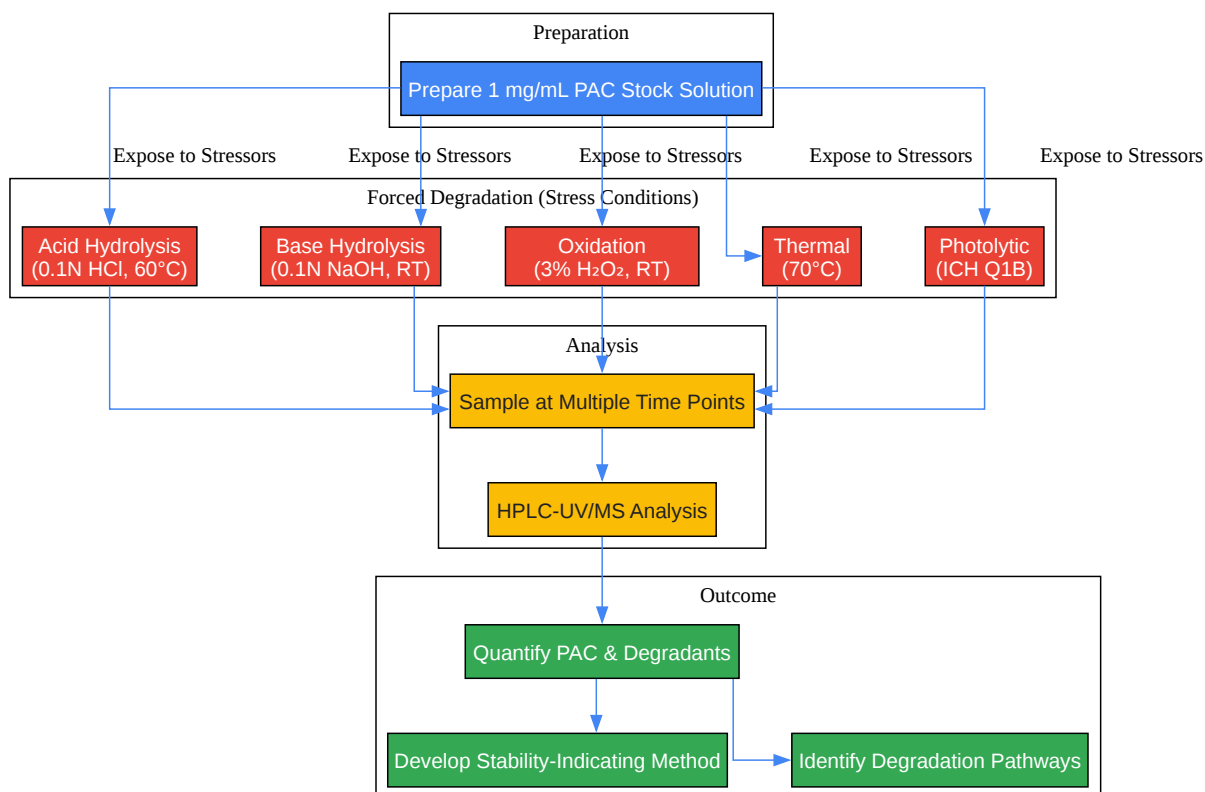 Preparation
Prepare 1 mg/mL PAC Stock Solution
Expose to Stressors
Expose to Stressors
Expose to Stressors
Expose to Stressors
Expose to Stressors
Forced Degradation (Stress Conditions)
Acid Hydrolysis
(0.1N HCl, 60°C)
Base Hydrolysis
(0.1N NaOH, RT)
Oxidation
(3% H₂O₂, RT)
Thermal
(70°C)
Photolytic
(ICH Q1B)
Analysis
Sample at Multiple Time Points
HPLC-UV/MS Analysis
Outcome
Quantify PAC & Degradants
Develop Stability-Indicating Method
Identify Degradation Pathways